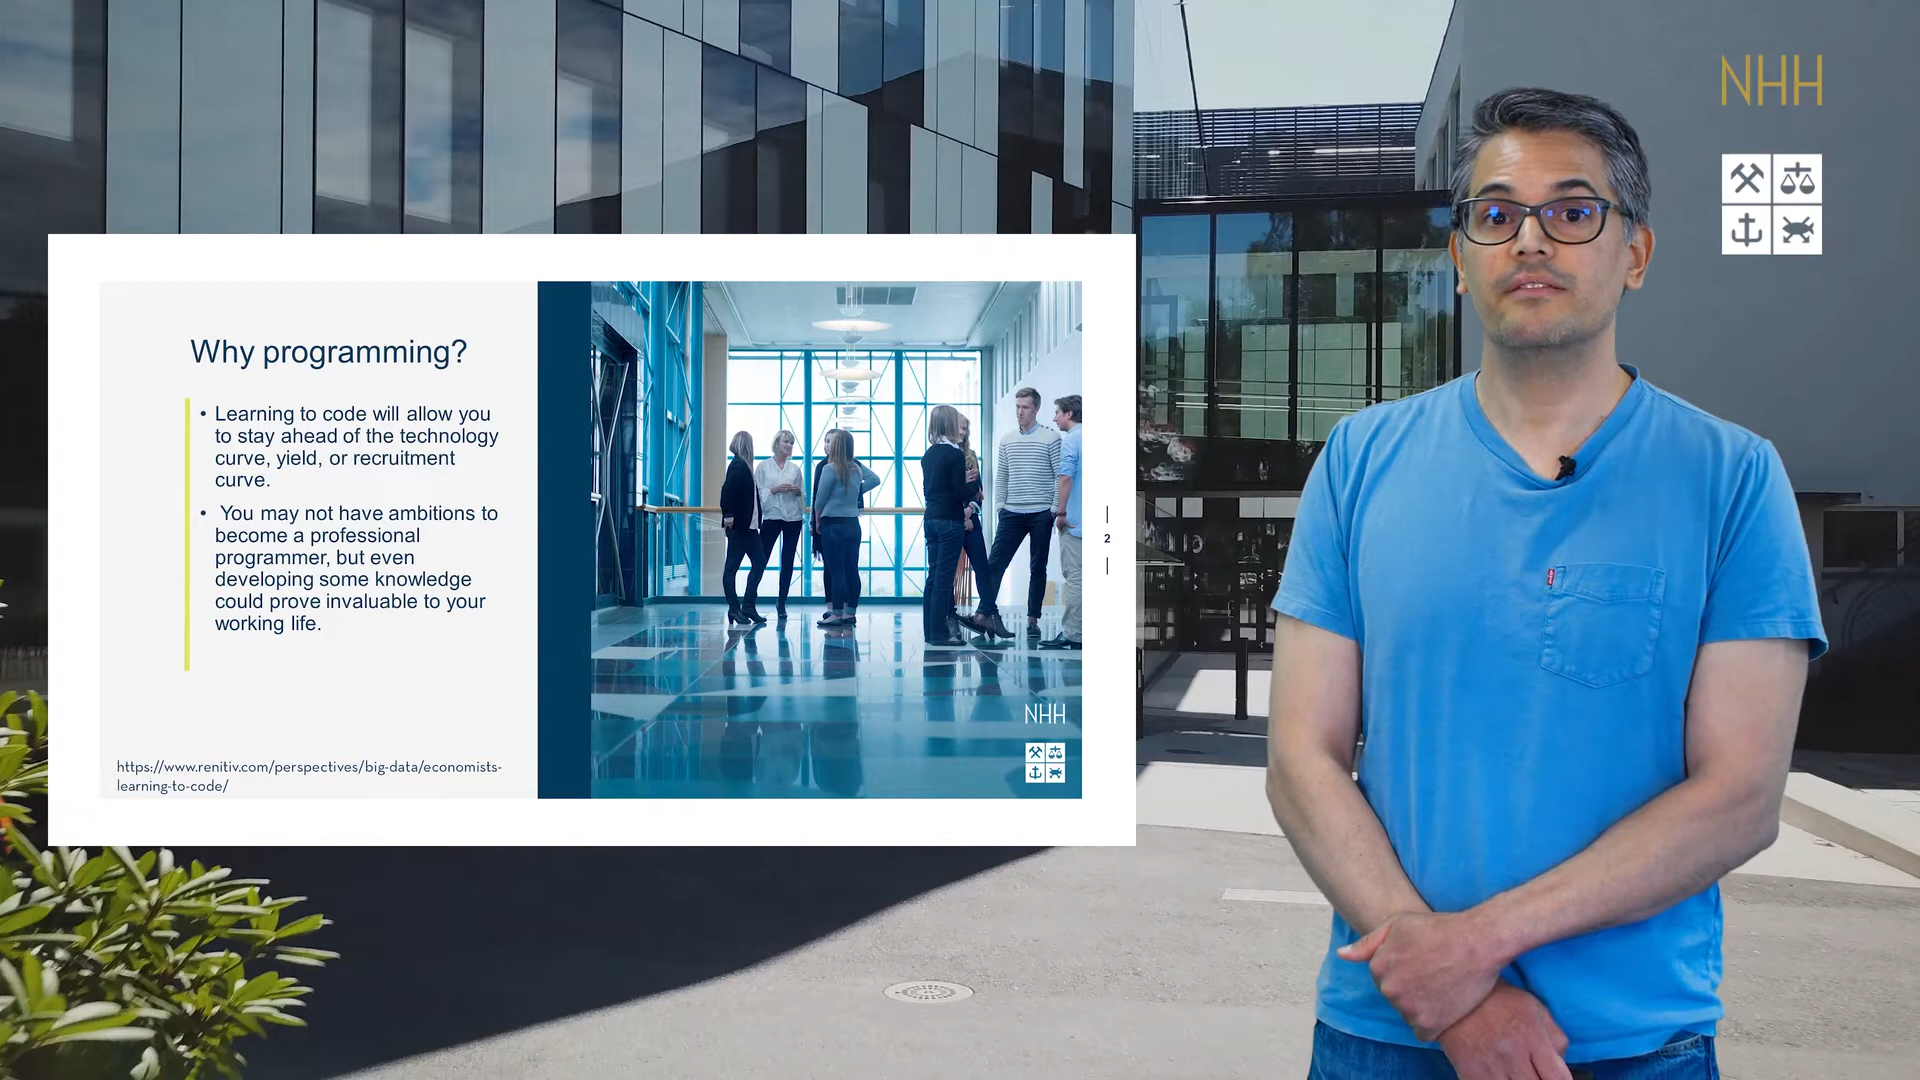 NHH
Why programming?
• Learning to code will allow you
to stay ahead of the technology
curve, yield, or recruitment
curve.
• You may not have ambitions to
become a professional
programmer, but even
developing some knowledge
could prove invaluable to your
working life.
https://www.renitiv.com/perspectives/big-data/economists-
learning-to-code/
NHH
2